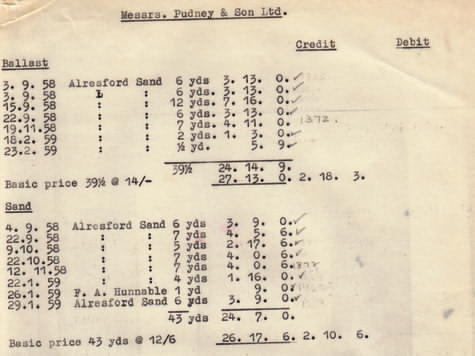 Messrs. Pudney & Son Ltd.
Credit Debit
Ballast
3. 9. 58 Alresford Sand 6 yds 3. 13. 0.
3. 9. 58 " : 6 yds. 3. 13. 0.
15.9. 58 : : 12 yds. 7. 16. 0.
22.9. 58 : : 6 yds. 3. 13. 0.
19.11.58 : : 7 yds. 4. 11. 0. 1372.
18.2. 59 : : 2 yds. 1. 3. 0.
23.2. 59 : : ½ yd. 5. 9.
39½ 24. 14. 9.
Basic price 39½ @ 14/- 27. 13. 0. 2. 18. 3.
Sand
4. 9. 58 Alresford Sand 6 yds 3. 9. 0.
22.9. 58 : : 7 yds 4. 5. 6.
9.10. 58 : : 5 yds 2. 17. 6.
22.10. 58 : : 7 yds 4. 0. 6.
12. 11.58 : : 7 yds 4. 0. 6.
22.1. 59 : : 4 yds 1. 16. 0.
26.1. 59 F. A. Hunnable 1 yd 9. 0.
29.1. 59 Alresford Sand 6 yds 3. 9. 0.
43 yds 24. 7. 0.
Basic price 43 yds @ 12/6 26. 17. 6. 2. 10. 6.